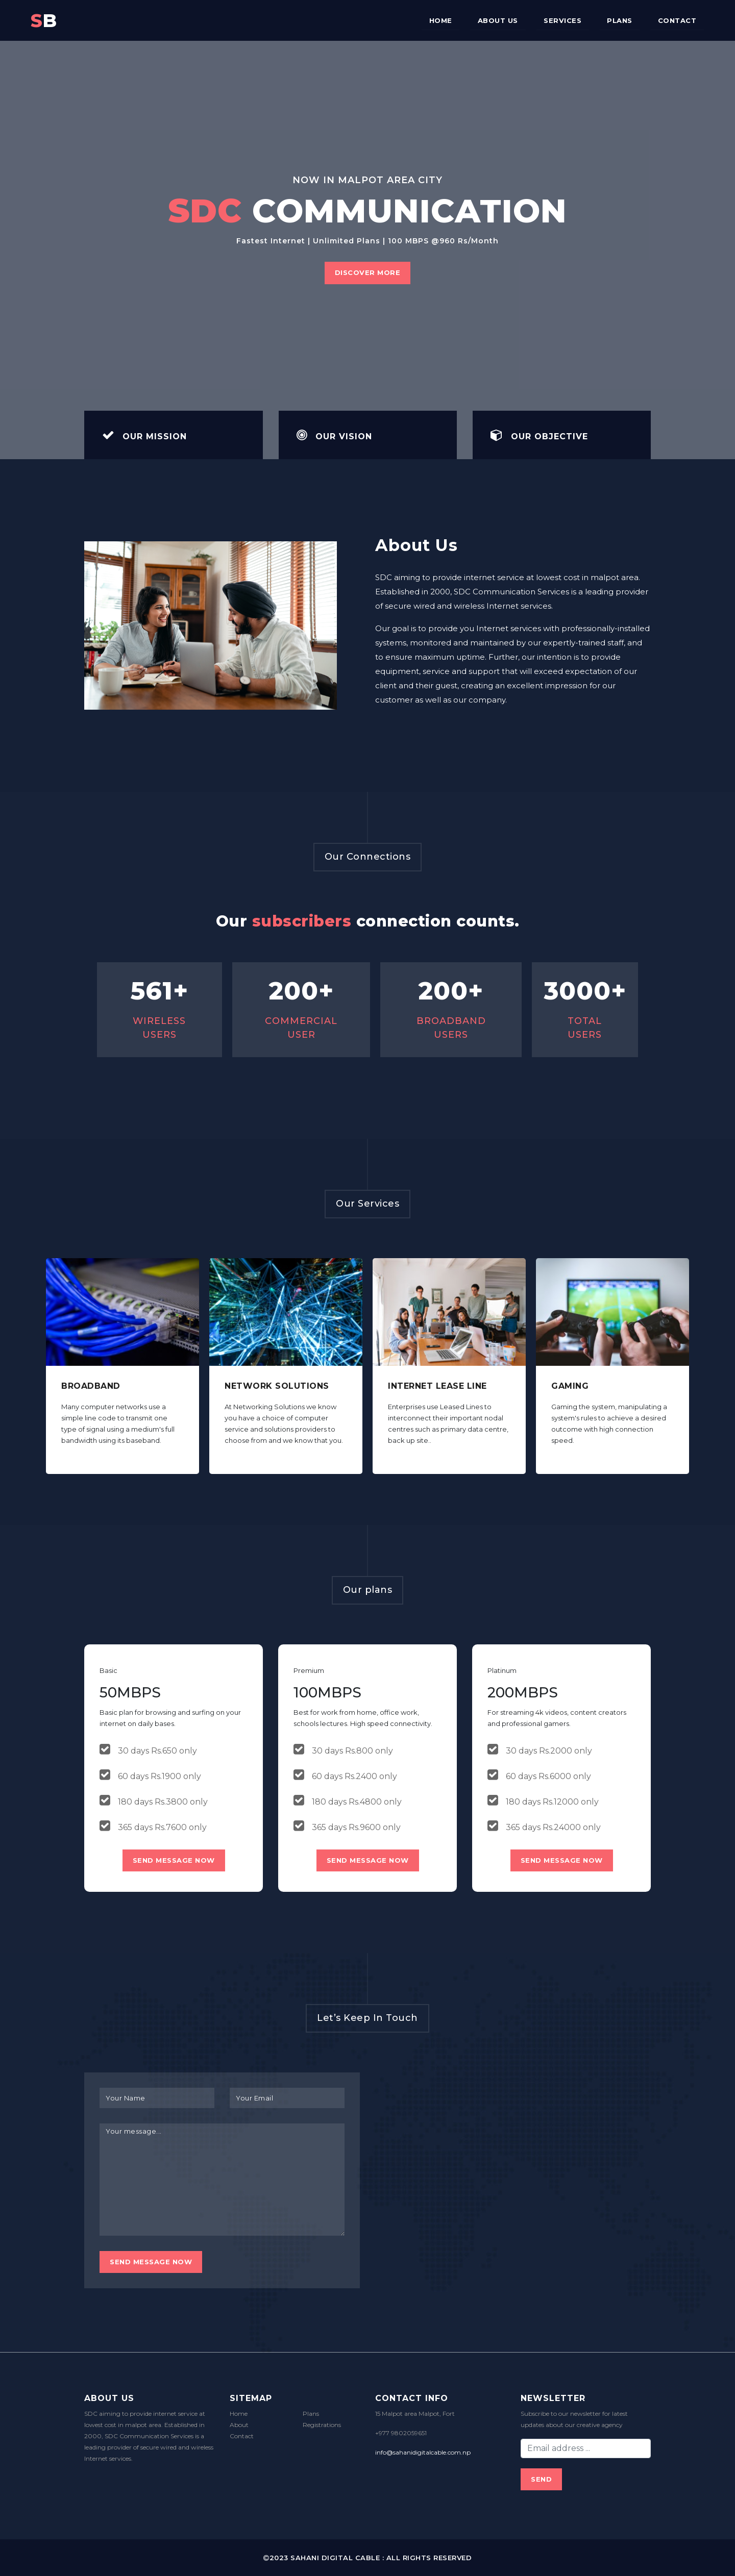 SB
HOME ABOUT US SERVICES PLANS CONTACT
NOW IN MALPOT AREA CITY
SDC COMMUNICATION
Fastest Internet | Unlimited Plans | 100 MBPS @960 Rs/Month
DISCOVER MORE
OUR MISSION
OUR VISION
OUR OBJECTIVE
About Us
SDC aiming to provide internet service at lowest cost in malpot area.
Established in 2000, SDC Communication Services is a leading provider
of secure wired and wireless Internet services.
Our goal is to provide you Internet services with professionally-installed
systems, monitored and maintained by our expertly-trained staff, and
to ensure maximum uptime. Further, our intention is to provide
equipment, service and support that will exceed expectation of our
client and their guest, creating an excellent impression for our
customer as well as our company.
Our Connections
Our subscribers connection counts.
561+
WIRELESS
USERS
200+
COMMERCIAL
USER
200+
BROADBAND
USERS
3000+
TOTAL
USERS
Our Services
BROADBAND
Many computer networks use a
simple line code to transmit one
type of signal using a medium's full
bandwidth using its baseband.
NETWORK SOLUTIONS
At Networking Solutions we know
you have a choice of computer
service and solutions providers to
choose from and we know that you
INTERNET LEASE LINE
Enterprises use Leased Lines to
interconnect their important nodal
centres such as primary data centre,
back up site..
GAMING
Gaming the system, manipulating a
system's rules to achieve a desired
outcome with high connection
speed.
Our plans
Basic
50MBPS
Basic plan for browsing and surfing on your
internet on daily bases.
30 days Rs.650 only
60 days Rs.1900 only
180 days Rs.3800 only
365 days Rs.7600 only
SEND MESSAGE NOW
Premium
100MBPS
Best for work from home, office work,
schools lectures. High speed connectivity.
30 days Rs.800 only
60 days Rs.2400 only
180 days Rs.4800 only
365 days Rs.9600 only
SEND MESSAGE NOW
Platinum
200MBPS
For streaming 4k videos, content creators
and professional gamers.
30 days Rs.2000 only
60 days Rs.6000 only
180 days Rs.12000 only
365 days Rs.24000 only
SEND MESSAGE NOW
Let's Keep In Touch
Your Name
Your Email
Your message...
SEND MESSAGE NOW
ABOUT US
SDC aiming to provide internet service at
lowest cost in malpot area. Established in
2000, SDC Communication Services is a
leading provider of secure wired and wireless
Internet services.
SITEMAP
Home
About
Contact
Plans
Registrations
CONTACT INFO
15 Malpot area Malpot, Fort
+977 9802059651
info@sahanidigitalcable.com.np
NEWSLETTER
Subscribe to our newsletter for latest
updates about our creative agency
Email address ...
SEND
©2023 SAHANI DIGITAL CABLE : ALL RIGHTS RESERVED